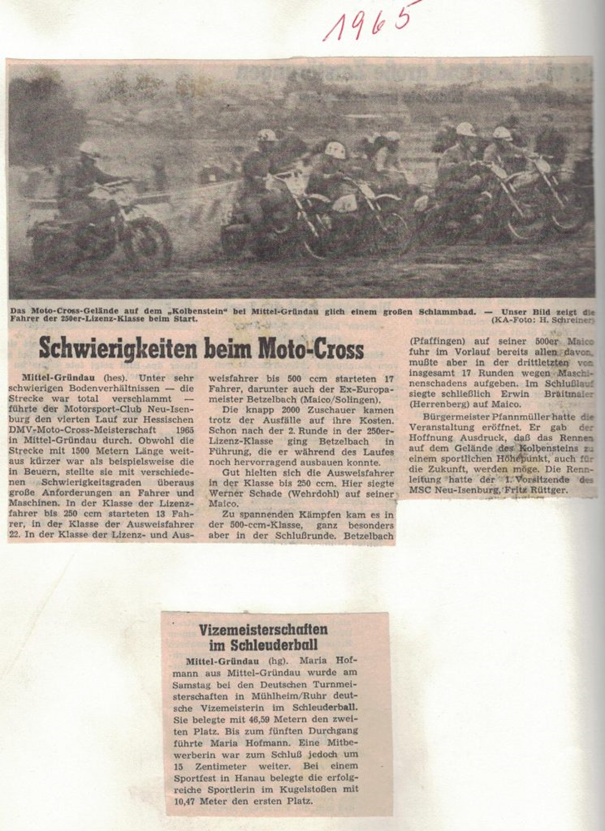 1965
Das Moto-Cross-Gelände auf dem „Kolbenstein" bei Mittel-Gründau glich einem großen Schlammbad. — Unser Bild zeigt die
Fahrer der 250er-Lizenz-Klasse beim Start. (KA-Foto: H. Schreiner)
Schwierigkeiten beim Moto-Cross
Mittel-Gründau (hes). Unter sehr
schwierigen Bodenverhältnissen — die
Strecke war total verschlammt —
führte der Motorsport-Club Neu-Isen-
burg den vierten Lauf zur Hessischen
DMV-Moto-Cross-Meisterschaft 1965
in Mittel-Gründau durch. Obwohl die
Strecke mit 1500 Metern Länge weit-
aus kürzer war als beispielsweise die
in Beuern, stellte sie mit verschiede-
nen Schwierigkeitsgraden überaus
große Anforderungen an Fahrer und
Maschinen. In der Klasse der Lizenz-
fahrer bis 250 ccm starteten 13 Fah-
rer, in der Klasse der Ausweisfahrer
22. In der Klasse der Lizenz- und Aus-
weisfahrer bis 500 ccm starteten 17
Fahrer, darunter auch der Ex-Europa-
meister Betzelbach (Maico/Solingen).
Die knapp 2000 Zuschauer kamen
trotz der Ausfälle auf ihre Kosten.
Schon nach der 2. Runde in der 250er-
Lizenz-Klasse ging Betzelbach in
Führung, die er während des Laufes
noch hervorragend ausbauen konnte.
Gut hielten sich die Ausweisfahrer
in der Klasse bis 250 ccm. Hier siegte
Werner Schade (Wehrdohl) auf seiner
Maico.
Zu spannenden Kämpfen kam es in
der 500-ccm-Klasse, ganz besonders
aber in der Schlußrunde. Betzelbach
(Pfaffingen) auf seiner 500er Maico
fuhr im Vorlauf bereits allen davon,
mußte aber in der drittletzten von
insgesamt 17 Runden wegen Maschi-
nenschadens aufgeben. Im Schlußlauf
siegte schließlich Erwin Bräitmaier
(Herrenberg) auf Maico.
Bürgermeister Pfannmüller hatte die
Veranstaltung eröffnet. Er gab der
Hoffnung Ausdruck, daß das Rennen
auf dem Gelände des Kolbensteins zu
einem sportlichen Höhepunkt, auch für
die Zukunft, werden möge. Die Renn-
leitung hatte der 1. Vorsitzende des
MSC Neu-Isenburg, Fritz Rüttger.
Vizemeisterschaften
im Schleuderball
Mittel-Gründau (hg). Maria Hof-
mann aus Mittel-Gründau wurde am
Samstag bei den Deutschen Turnmei-
sterschaften in Mühlheim/Ruhr deut-
sche Vizemeisterin im Schleuderball.
Sie belegte mit 46,59 Metern den zwei-
ten Platz. Bis zum fünften Durchgang
führte Maria Hofmann. Eine Mitbe-
werberin war zum Schluß jedoch um
15 Zentimeter weiter. Bei einem
Sportfest in Hanau belegte die erfolg-
reiche Sportlerin im Kugelstoßen mit
10,47 Meter den ersten Platz.